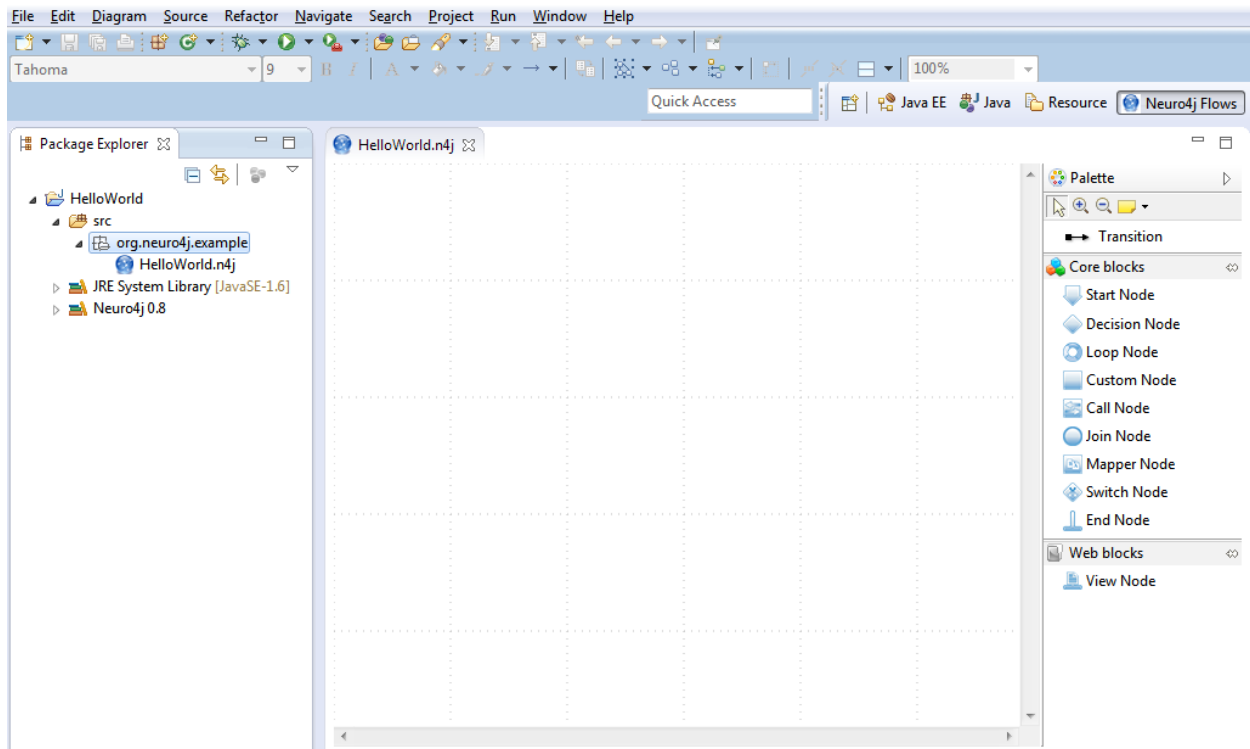 File Edit Diagram Source Refactor Navigate Search Project Run Window Help
Tahoma 9 B I A 100%
Quick Access Java EE Java Resource Neuro4j Flows
Package Explorer
HelloWorld.n4j
Palette
HelloWorld
src
org.neuro4j.example
HelloWorld.n4j
JRE System Library [JavaSE-1.6]
Neuro4j 0.8
Transition
Core blocks
Start Node
Decision Node
Loop Node
Custom Node
Call Node
Join Node
Mapper Node
Switch Node
End Node
Web blocks
View Node